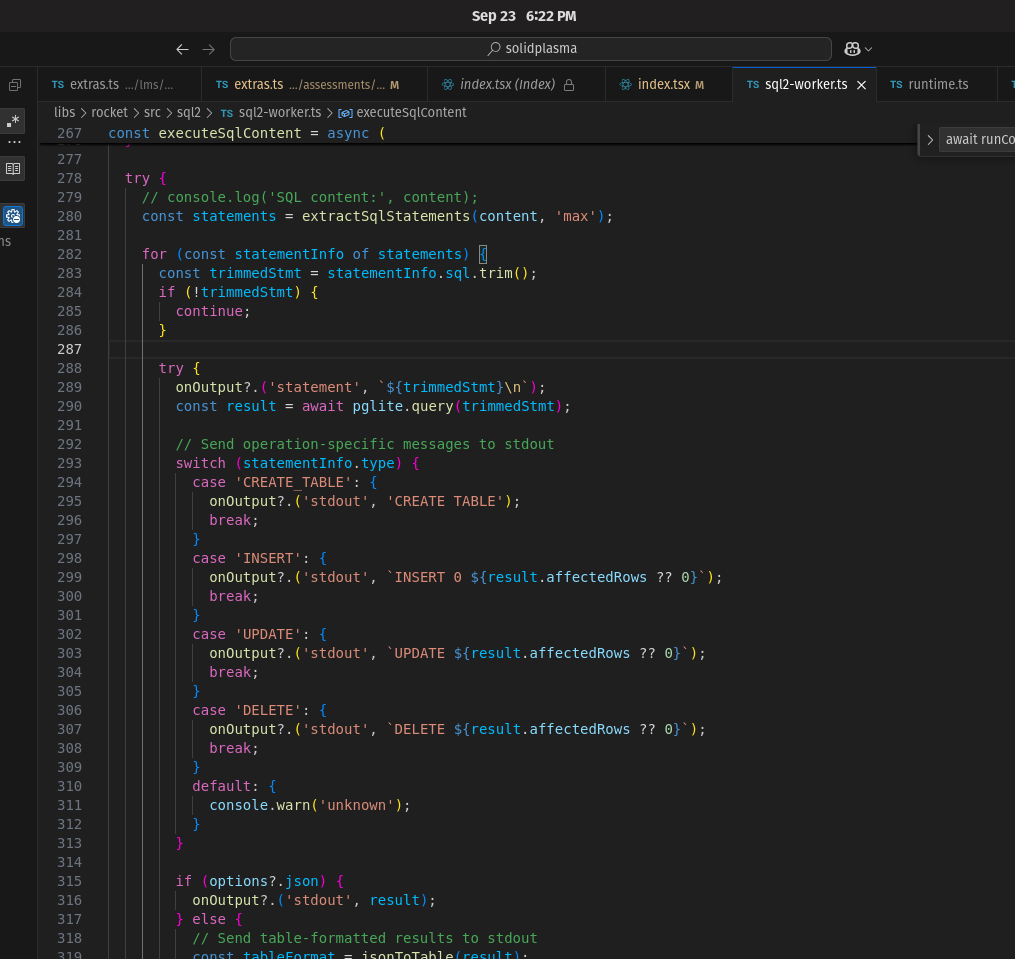 Sep 23 6:22 PM
solidplasma
TS extras.ts .../lms/...
TS extras.ts .../assessments/... M
index.tsx (Index)
index.tsx M
TS sql2-worker.ts
TS runtime.ts
libs > rocket > src > sql2 > TS sql2-worker.ts > executeSqlContent
267 const executeSqlContent = async (
await runCo
277
278 try {
279 // console.log('SQL content:', content);
280 const statements = extractSqlStatements(content, 'max');
281
282 for (const statementInfo of statements) {
283 const trimmedStmt = statementInfo.sql.trim();
284 if (!trimmedStmt) {
285 continue;
286 }
287
288 try {
289 onOutput?.('statement', `${trimmedStmt}\n`);
290 const result = await pglite.query(trimmedStmt);
291
292 // Send operation-specific messages to stdout
293 switch (statementInfo.type) {
294 case 'CREATE_TABLE': {
295 onOutput?.('stdout', 'CREATE TABLE');
296 break;
297 }
298 case 'INSERT': {
299 onOutput?.('stdout', `INSERT 0 ${result.affectedRows ?? 0}`);
300 break;
301 }
302 case 'UPDATE': {
303 onOutput?.('stdout', `UPDATE ${result.affectedRows ?? 0}`);
304 break;
305 }
306 case 'DELETE': {
307 onOutput?.('stdout', `DELETE ${result.affectedRows ?? 0}`);
308 break;
309 }
310 default: {
311 console.warn('unknown');
312 }
313 }
314
315 if (options?.json) {
316 onOutput?.('stdout', result);
317 } else {
318 // Send table-formatted results to stdout
319 const tableFormat = jsonToTable(result);